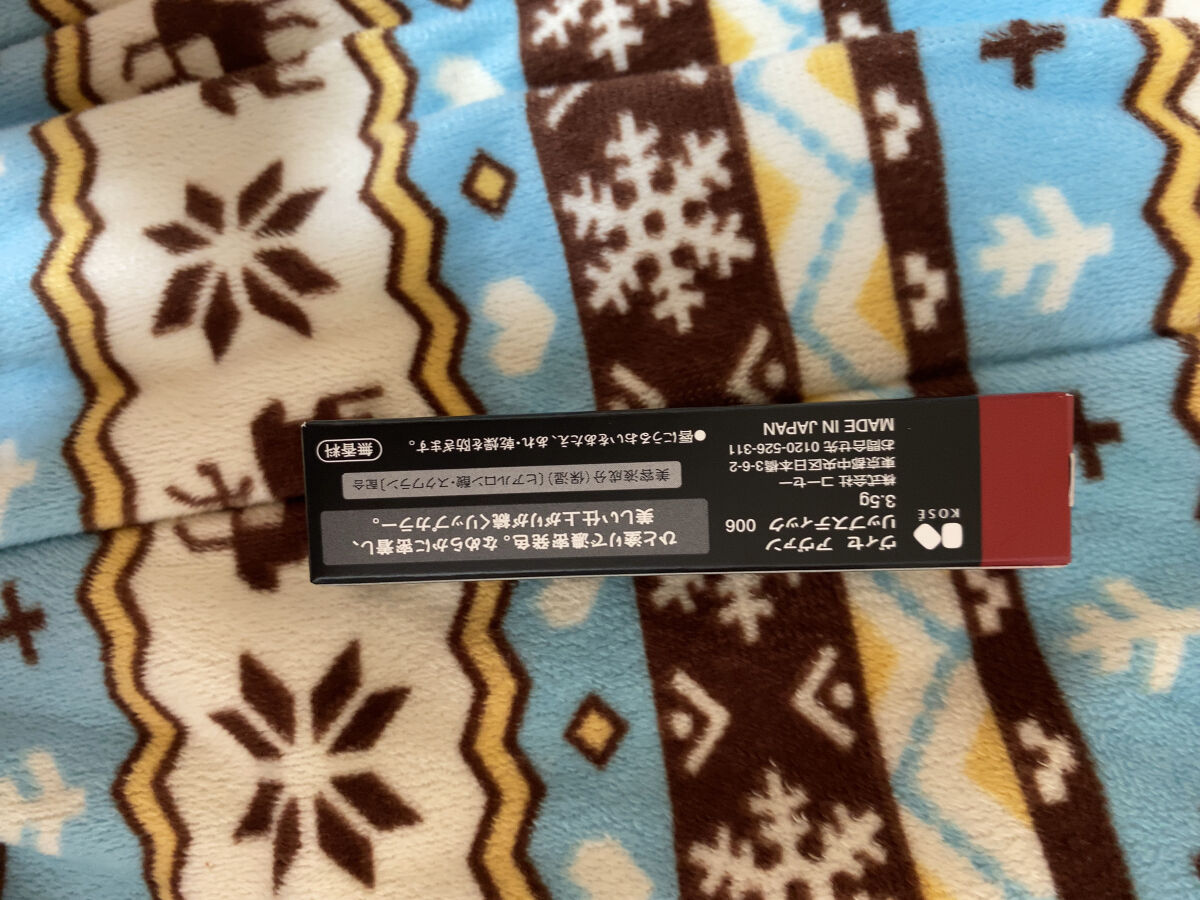 KOSÉ
ヴィセ アヴァン
リップスティック 006
3.5g
株式会社 コーセー
東京都中央区日本橋3-6-2
お問合せ先 0120-526-311
MADE IN JAPAN
ひと塗りで濃密発色。なめらかに密着し、
美しい仕上がりが続くリップカラー。
美容液成分(保湿)〔ヒアルロン酸・スクワラン〕配合
●唇にうるおいをあたえ、あれ・乾燥を防ぎます。
無香料